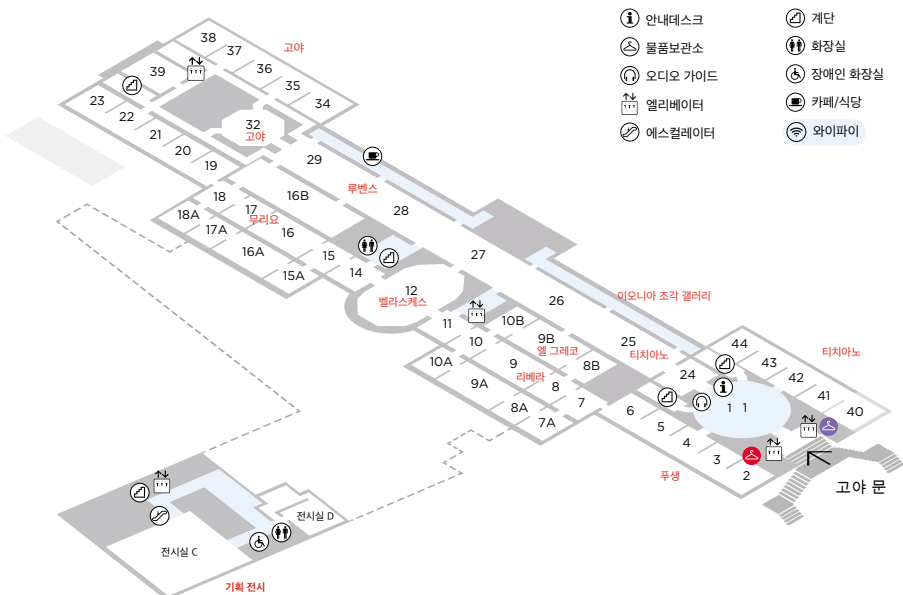 안내데스크
물품보관소
오디오 가이드
엘리베이터
에스컬레이터
계단
화장실
장애인 화장실
카페/식당
와이파이
38
37
고야
36
35
34
39
23
22
21
20
19
32
고야
29
루벤스
28
27
26
25
18
17
무리요
16B
16
18A
17A
16A
15A
15
14
12
벨라스케스
11
10
10B
9B
엘 그레코
8B
10A
9
리베라
9A
8
8A
7
7A
이오니아 조각 갤러리
티치아노
24
44
43
42
41
40
티치아노
1 1
6
5
4
3
2
푸생
고야 문
전시실 D
전시실 C
기획 전시